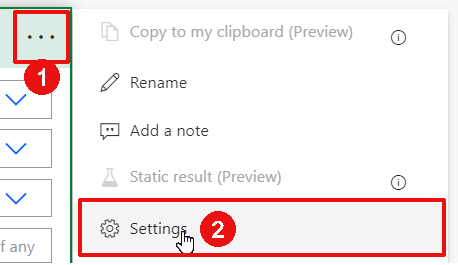 ...
1
Copy to my clipboard (Preview)
Rename
Add a note
Static result (Preview)
Settings 2
f any